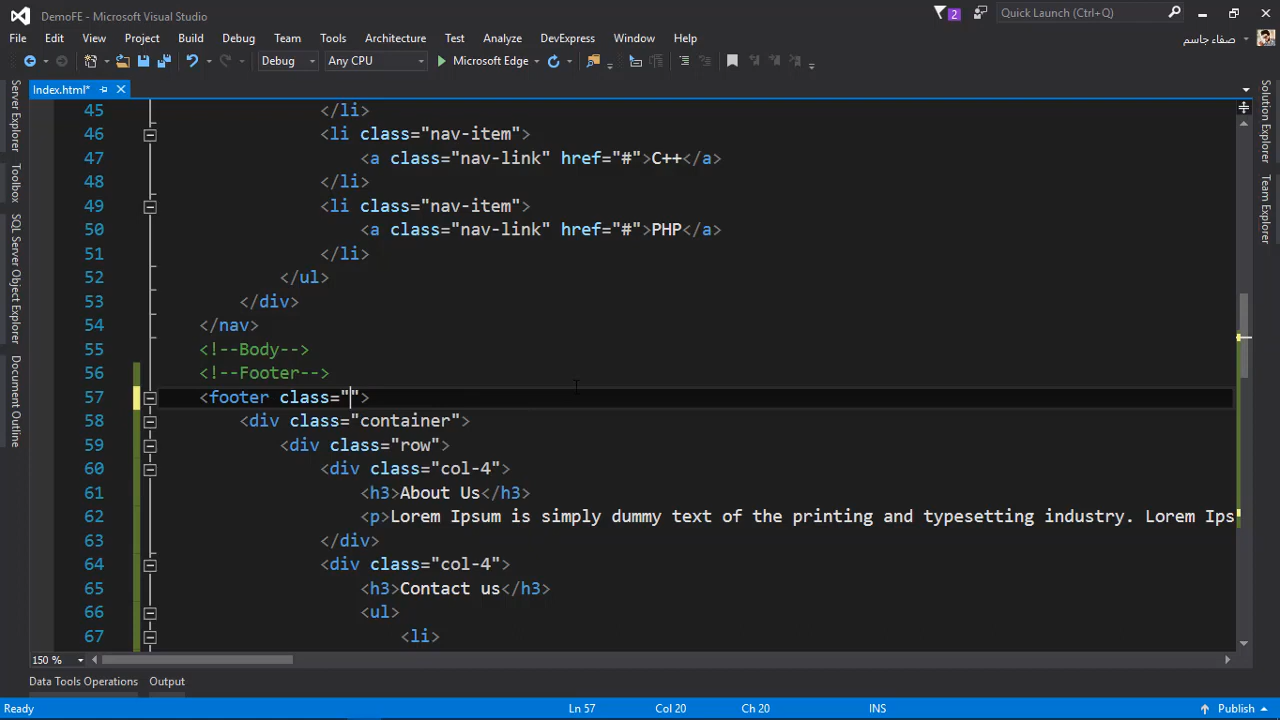 DemoFE - Microsoft Visual Studio
2
Quick Launch (Ctrl+Q)
File Edit View Project Build Debug Team Tools Architecture Test Analyze DevExpress Window Help
صفاء جاسم
Debug Any CPU Microsoft Edge
Index.html*
Server Explorer
Toolbox
SQL Server Object Explorer
Document Outline
Solution Explorer
Team Explorer
45 </li>
46 <li class="nav-item">
47 <a class="nav-link" href="#">C++</a>
48 </li>
49 <li class="nav-item">
50 <a class="nav-link" href="#">PHP</a>
51 </li>
52 </ul>
53 </div>
54 </nav>
55 <!--Body-->
56 <!--Footer-->
57 <footer class="">
58 <div class="container">
59 <div class="row">
60 <div class="col-4">
61 <h3>About Us</h3>
62 <p>Lorem Ipsum is simply dummy text of the printing and typesetting industry. Lorem Ips
63 </div>
64 <div class="col-4">
65 <h3>Contact us</h3>
66 <ul>
67 <li>
150 %
Data Tools Operations Output
Ln 57 Col 20 Ch 20 INS Publish